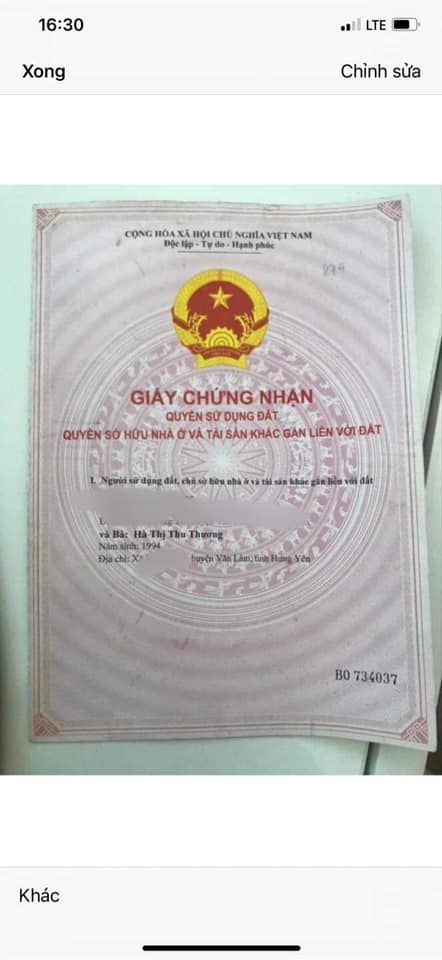 16:30
LTE
Xong
Chỉnh sửa
CỘNG HÒA XÃ HỘI CHỦ NGHĨA VIỆT NAM
Độc lập - Tự do - Hạnh phúc
GIẤY CHỨNG NHẬN
QUYỀN SỬ DỤNG ĐẤT
QUYỀN SỞ HỮU NHÀ Ở VÀ TÀI SẢN KHÁC GẮN LIỀN VỚI ĐẤT
I. Người sử dụng đất, chủ sở hữu nhà ở và tài sản khác gắn liền với đất
và Bà: Hà Thị Thu Thương
Năm sinh: 1994
Địa chỉ: huyện Văn Lâm, tỉnh Hưng Yên
BO 734037
Khác